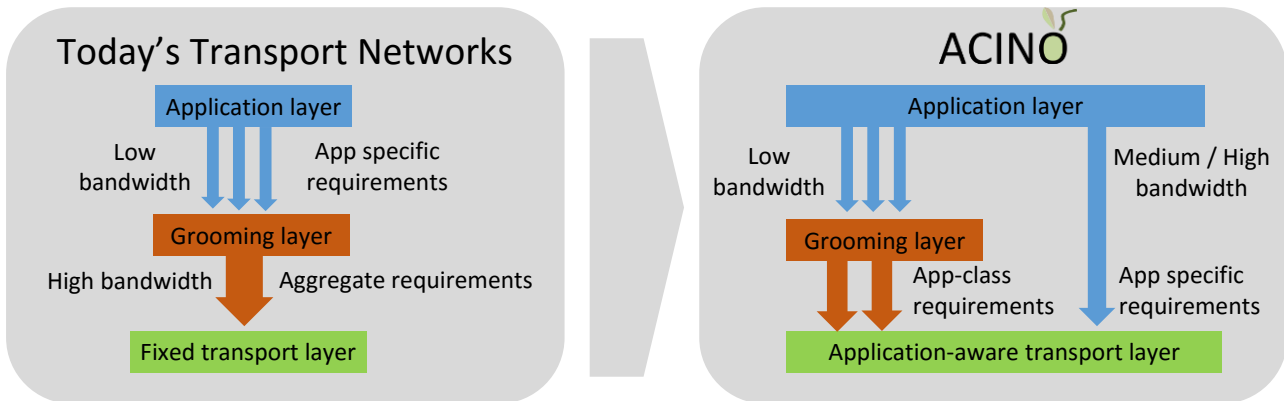 Today's Transport Networks
Application layer
Low
bandwidth
App specific
requirements
Grooming layer
High bandwidth
Aggregate requirements
Fixed transport layer
ACINO
Application layer
Low
bandwidth
Medium / High
bandwidth
Grooming layer
App-class
requirements
App specific
requirements
Application-aware transport layer